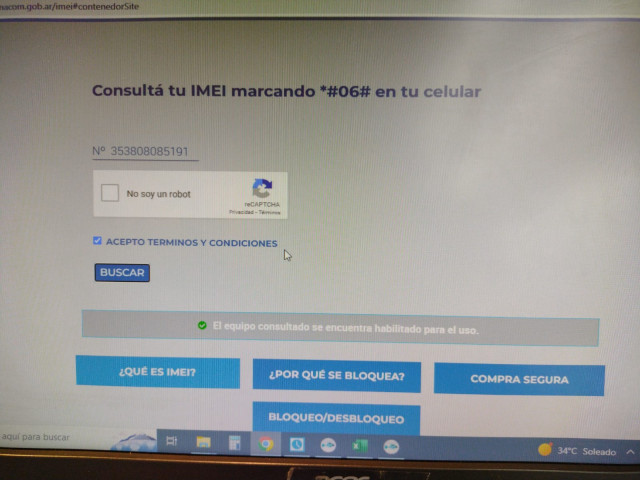 nacom.gob.ar/imei#contenedorSite
Consultá tu IMEI marcando *#06# en tu celular
Nº 353808085191
No soy un robot
reCAPTCHA
Privacidad - Términos
ACEPTO TERMINOS Y CONDICIONES
BUSCAR
El equipo consultado se encuentra habilitado para el uso.
¿QUÉ ES IMEI?
¿POR QUÉ SE BLOQUEA?
COMPRA SEGURA
BLOQUEO/DESBLOQUEO
aquí para buscar
34°C Soleado
acer